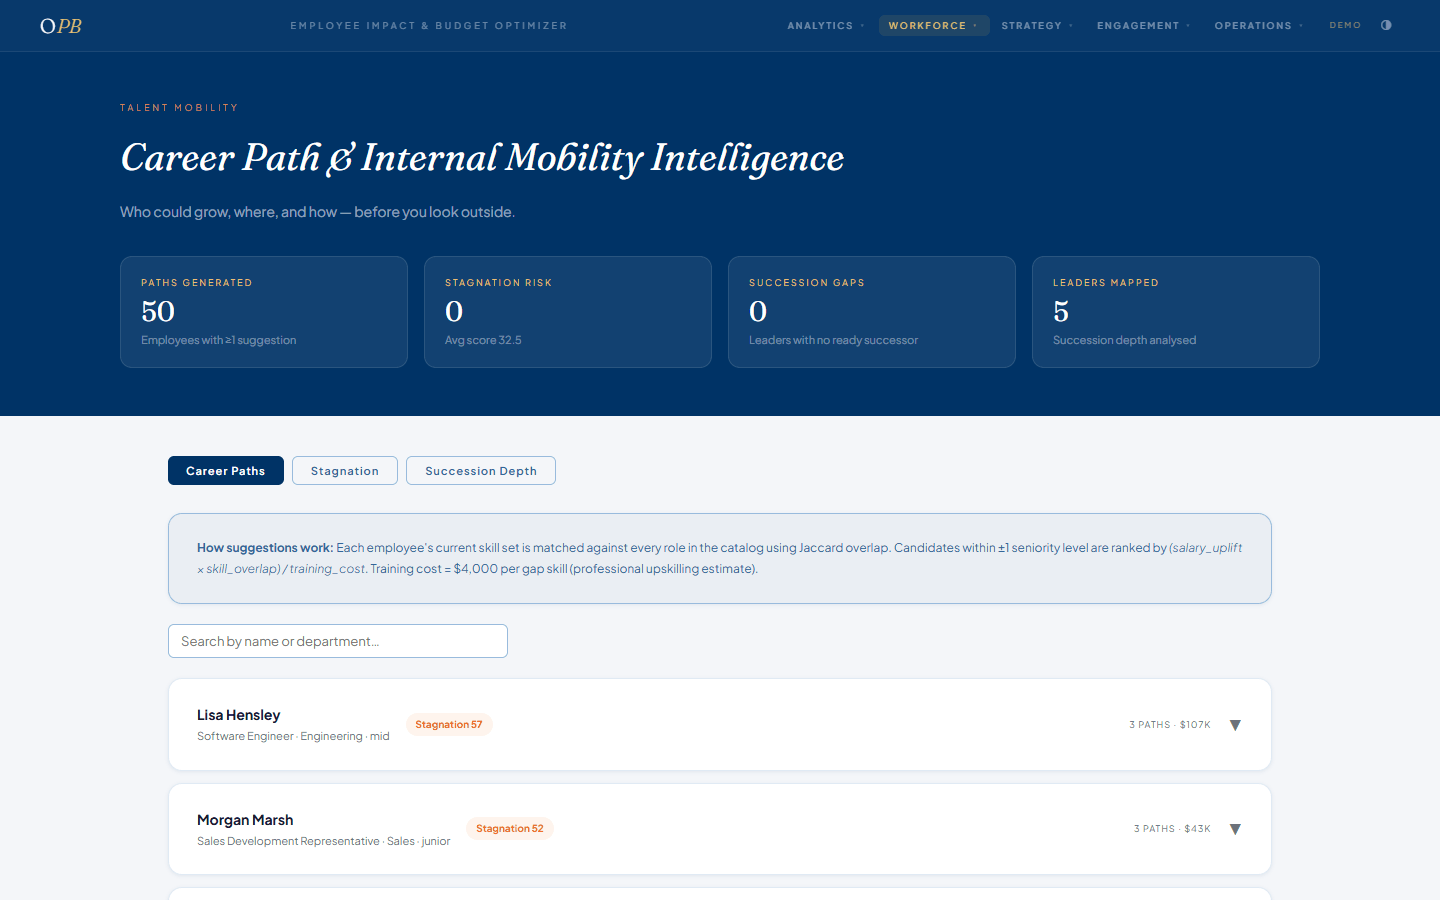 OPB
EMPLOYEE IMPACT & BUDGET OPTIMIZER
ANALYTICS
WORKFORCE
STRATEGY
ENGAGEMENT
OPERATIONS
DEMO
TALENT MOBILITY
Career Path & Internal Mobility Intelligence
Who could grow, where, and how — before you look outside.
PATHS GENERATED
50
Employees with ≥1 suggestion
STAGNATION RISK
0
Avg score 32.5
SUCCESSION GAPS
0
Leaders with no ready successor
LEADERS MAPPED
5
Succession depth analysed
Career Paths
Stagnation
Succession Depth
How suggestions work: Each employee's current skill set is matched against every role in the catalog using Jaccard overlap. Candidates within ±1 seniority level are ranked by (salary_uplift
× skill_overlap) / training_cost. Training cost = $4,000 per gap skill (professional upskilling estimate).
Search by name or department...
Lisa Hensley
Software Engineer · Engineering · mid
Stagnation 57
3 PATHS · $107K ▼
Morgan Marsh
Sales Development Representative · Sales · junior
Stagnation 52
3 PATHS · $43K ▼